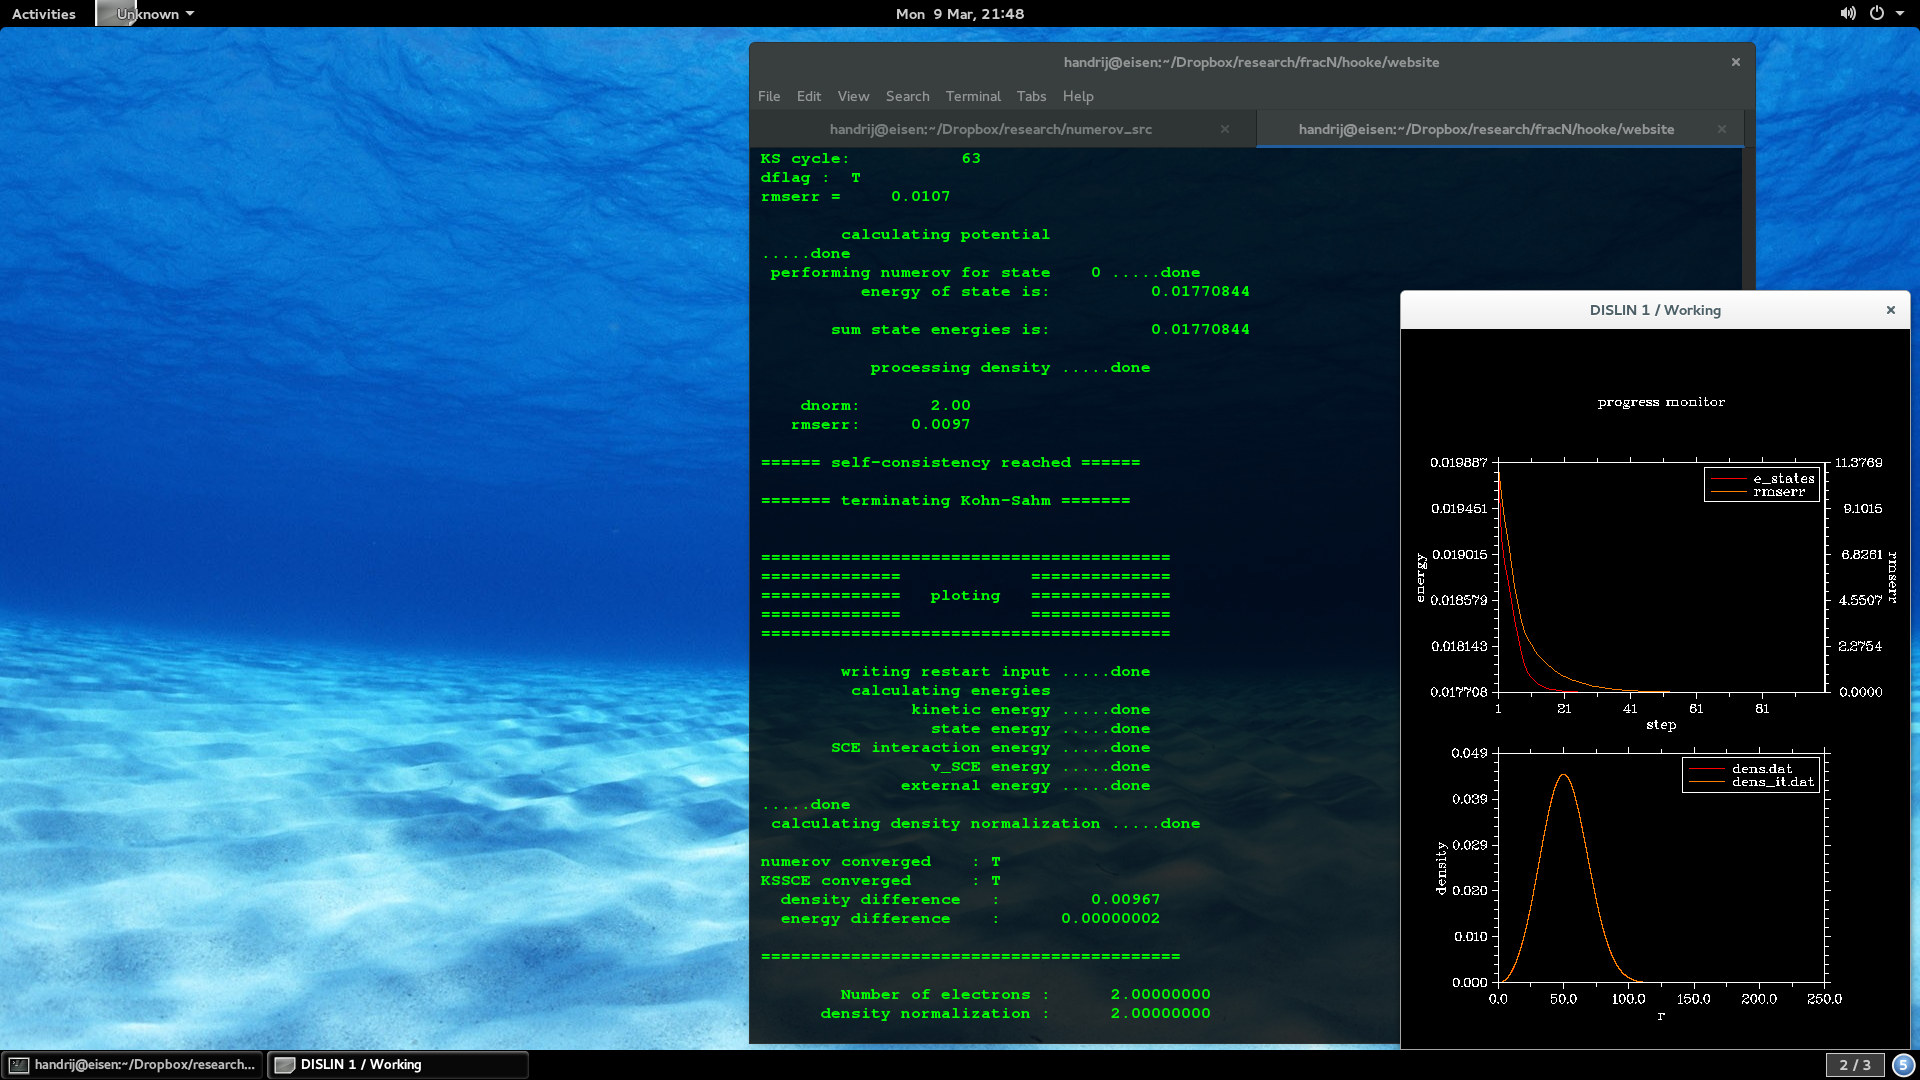 Activities Unknown Mon 9 Mar, 21:48
handrij@eisen:~/Dropbox/research/fracN/hooke/website ×
File Edit View Search Terminal Tabs Help
handrij@eisen:~/Dropbox/research/numerov_src × handrij@eisen:~/Dropbox/research/fracN/hooke/website ×
KS cycle: 63
dflag : T
rmserr = 0.0107
calculating potential
.....done
performing numerov for state 0 .....done
energy of state is: 0.01770844
sum state energies is: 0.01770844
processing density .....done
dnorm: 2.00
rmserr: 0.0097
====== self-consistency reached ======
======= terminating Kohn-Sahm =======
=========================================
============== ==============
============== ploting ==============
============== ==============
=========================================
writing restart input .....done
calculating energies
kinetic energy .....done
state energy .....done
SCE interaction energy .....done
v_SCE energy .....done
external energy .....done
.....done
calculating density normalization .....done
numerov converged : T
KSSCE converged : T
density difference : 0.00967
energy difference : 0.00000002
==========================================
Number of electrons : 2.00000000
density normalization : 2.00000000
DISLIN 1 / Working ×
progress monitor
0.019887 11.3769
e_states
rmserr
0.019451 9.1015
0.019015 6.8261
energy rmserr
0.018579 4.5507
0.018143 2.2754
0.017708 0.0000
1 21 41 61 81
step
0.049
dens.dat
dens_it.dat
0.039
0.029
density
0.020
0.010
0.000
0.0 50.0 100.0 150.0 200.0 250.0
r
handrij@eisen:~/Dropbox/research... DISLIN 1 / Working 2 / 3 5